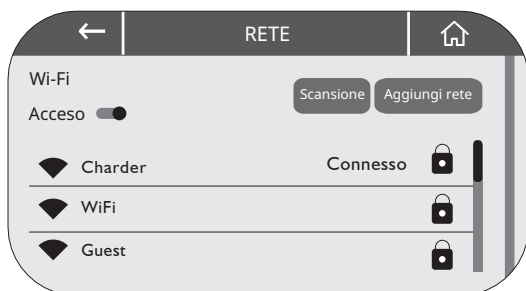 RETE
Wi-Fi
Scansione Aggiungi rete
Acceso
Charder Connesso
WiFi
Guest